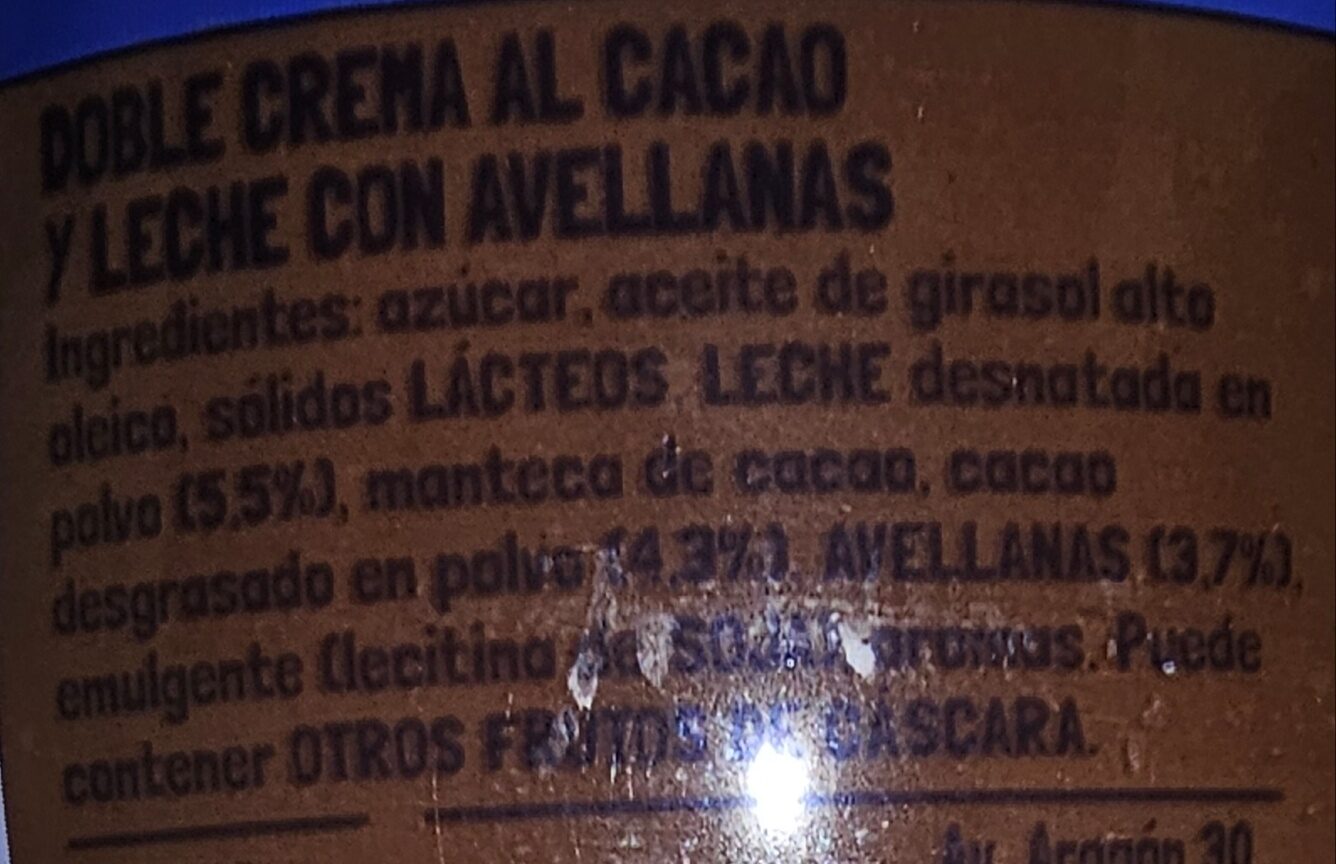 DOBLE CREMA AL CACAO
Y LECHE CON AVELLANAS
Ingredientes: azúcar, aceite de girasol alto
oleico, sólidos LÁCTEOS, LECHE desnatada en
polvo (5,5%), manteca de cacao, cacao
desgrasado en polvo (4,3%), AVELLANAS (3,7%),
emulgente (lecitina de SOJA), aromas. Puede
contener OTROS FRUTOS DE CÁSCARA.
Av. Aragón 30